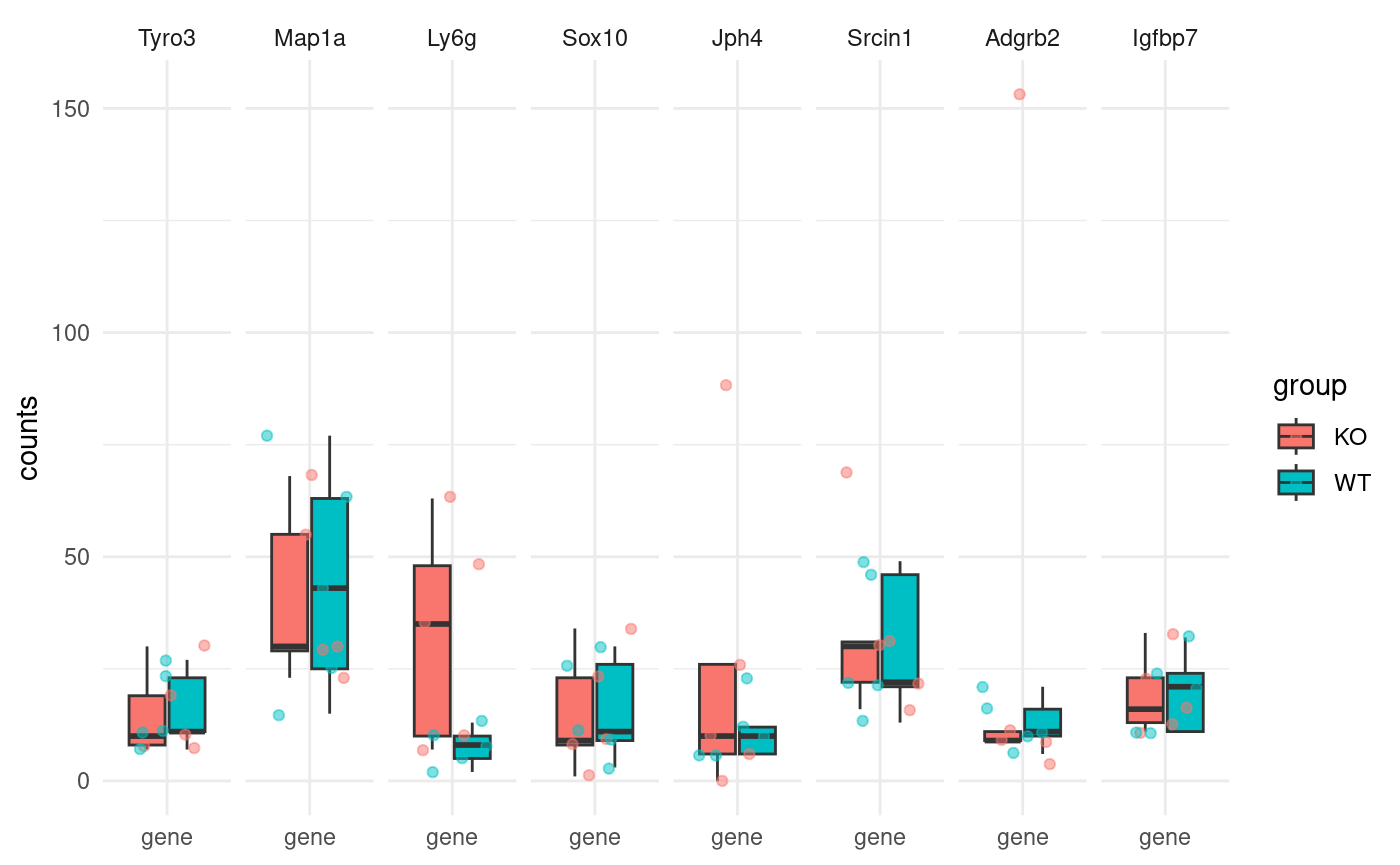 Tyro3 Map1a Ly6g Sox10 Jph4 Srcin1 Adgrb2 Igfbp7
150
100
50
0
counts
gene gene gene gene gene gene gene gene
group
KO
WT